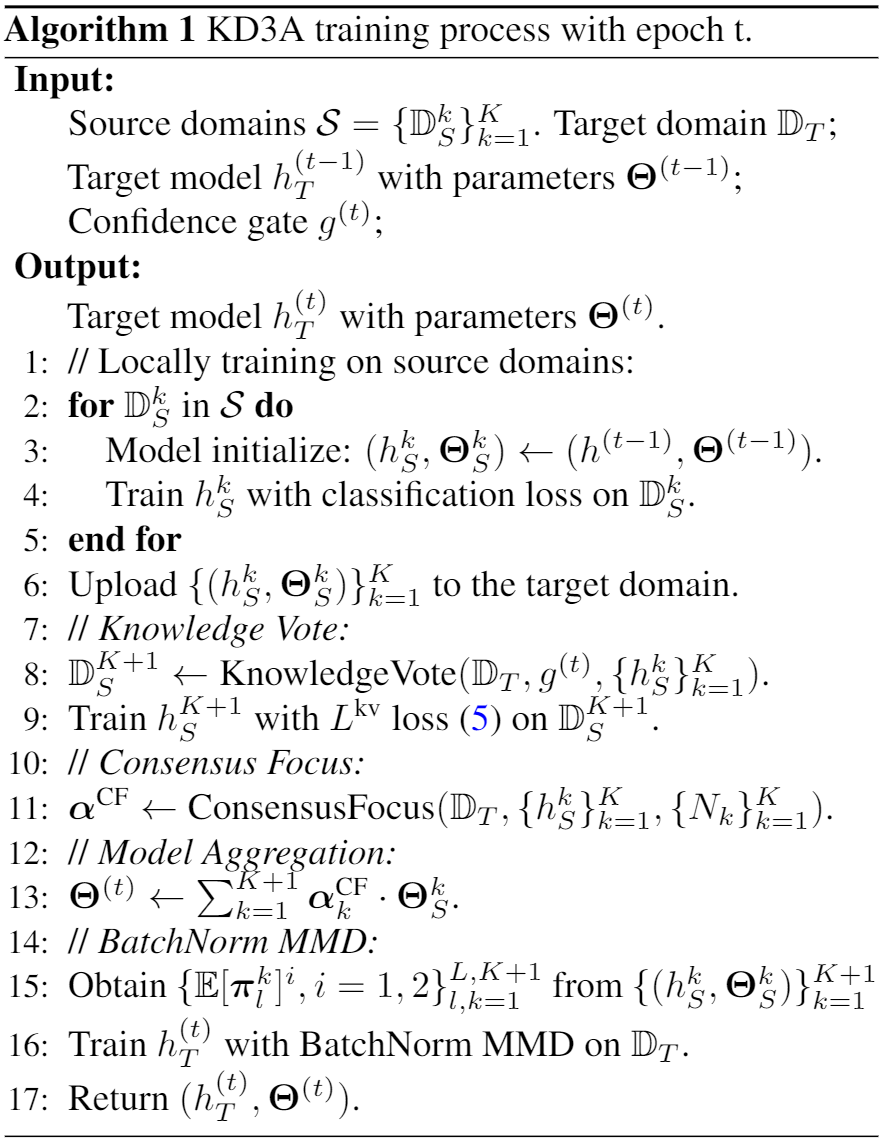 Algorithm 1 KD3A training process with epoch t.
Input:
Source domains $\mathcal{S} = \{\mathbb{D}_S^k\}_{k=1}^K$. Target domain $\mathbb{D}_T$;
Target model $h_T^{(t-1)}$ with parameters $\boldsymbol{\Theta}^{(t-1)}$;
Confidence gate $g^{(t)}$;
Output:
Target model $h_T^{(t)}$ with parameters $\boldsymbol{\Theta}^{(t)}$.
1: // Locally training on source domains:
2: for $\mathbb{D}_S^k$ in $\mathcal{S}$ do
3: Model initialize: $(h_S^k, \boldsymbol{\Theta}_S^k) \leftarrow (h^{(t-1)}, \boldsymbol{\Theta}^{(t-1)})$.
4: Train $h_S^k$ with classification loss on $\mathbb{D}_S^k$.
5: end for
6: Upload $\{(h_S^k, \boldsymbol{\Theta}_S^k)\}_{k=1}^K$ to the target domain.
7: // Knowledge Vote:
8: $\mathbb{D}_S^{K+1} \leftarrow \text{KnowledgeVote}(\mathbb{D}_T, g^{(t)}, \{h_S^k\}_{k=1}^K)$.
9: Train $h_S^{K+1}$ with $L^{\text{kv}}$ loss (5) on $\mathbb{D}_S^{K+1}$.
10: // Consensus Focus:
11: $\boldsymbol{\alpha}^{\text{CF}} \leftarrow \text{ConsensusFocus}(\mathbb{D}_T, \{h_S^k\}_{k=1}^K, \{N_k\}_{k=1}^K)$.
12: // Model Aggregation:
13: $\boldsymbol{\Theta}^{(t)} \leftarrow \sum_{k=1}^{K+1} \boldsymbol{\alpha}_k^{\text{CF}} \cdot \boldsymbol{\Theta}_S^k$.
14: // BatchNorm MMD:
15: Obtain $\{\mathbb{E}[\boldsymbol{\pi}_l^k]^i, i = 1, 2\}_{l,k=1}^{L,K+1}$ from $\{(h_S^k, \boldsymbol{\Theta}_S^k)\}_{k=1}^{K+1}$
16: Train $h_T^{(t)}$ with BatchNorm MMD on $\mathbb{D}_T$.
17: Return $(h_T^{(t)}, \boldsymbol{\Theta}^{(t)})$.